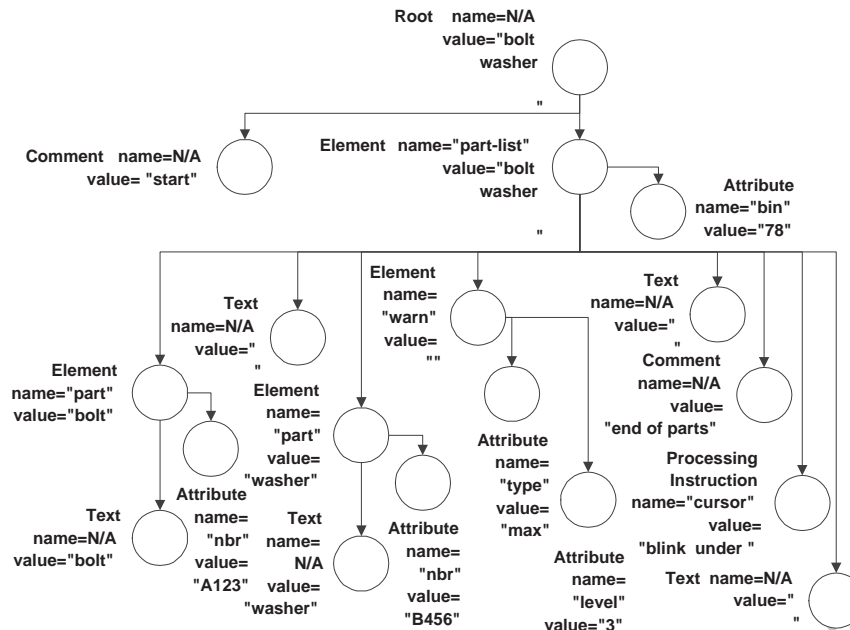 Root name=N/A
value="bolt
washer
"
Comment name=N/A
value= "start"
Element name="part-list"
value="bolt
washer
"
Attribute
name="bin"
value="78"
Element
name="part"
value="bolt"
Text
name=N/A
value="bolt"
Attribute
name=
"nbr"
value=
"A123"
Text
name=N/A
value="
"
Element
name=
"part"
value=
"washer"
Text
name=
N/A
value=
"washer"
Attribute
name=
"nbr"
value=
"B456"
Element
name=
"warn"
value=
""
Attribute
name=
"type"
value=
"max"
Attribute
name=
"level"
value="3"
Text
name=N/A
value="
"
Comment
name=N/A
value=
"end of parts"
Processing
Instruction
name="cursor"
value=
"blink under "
Text name=N/A
value="
"